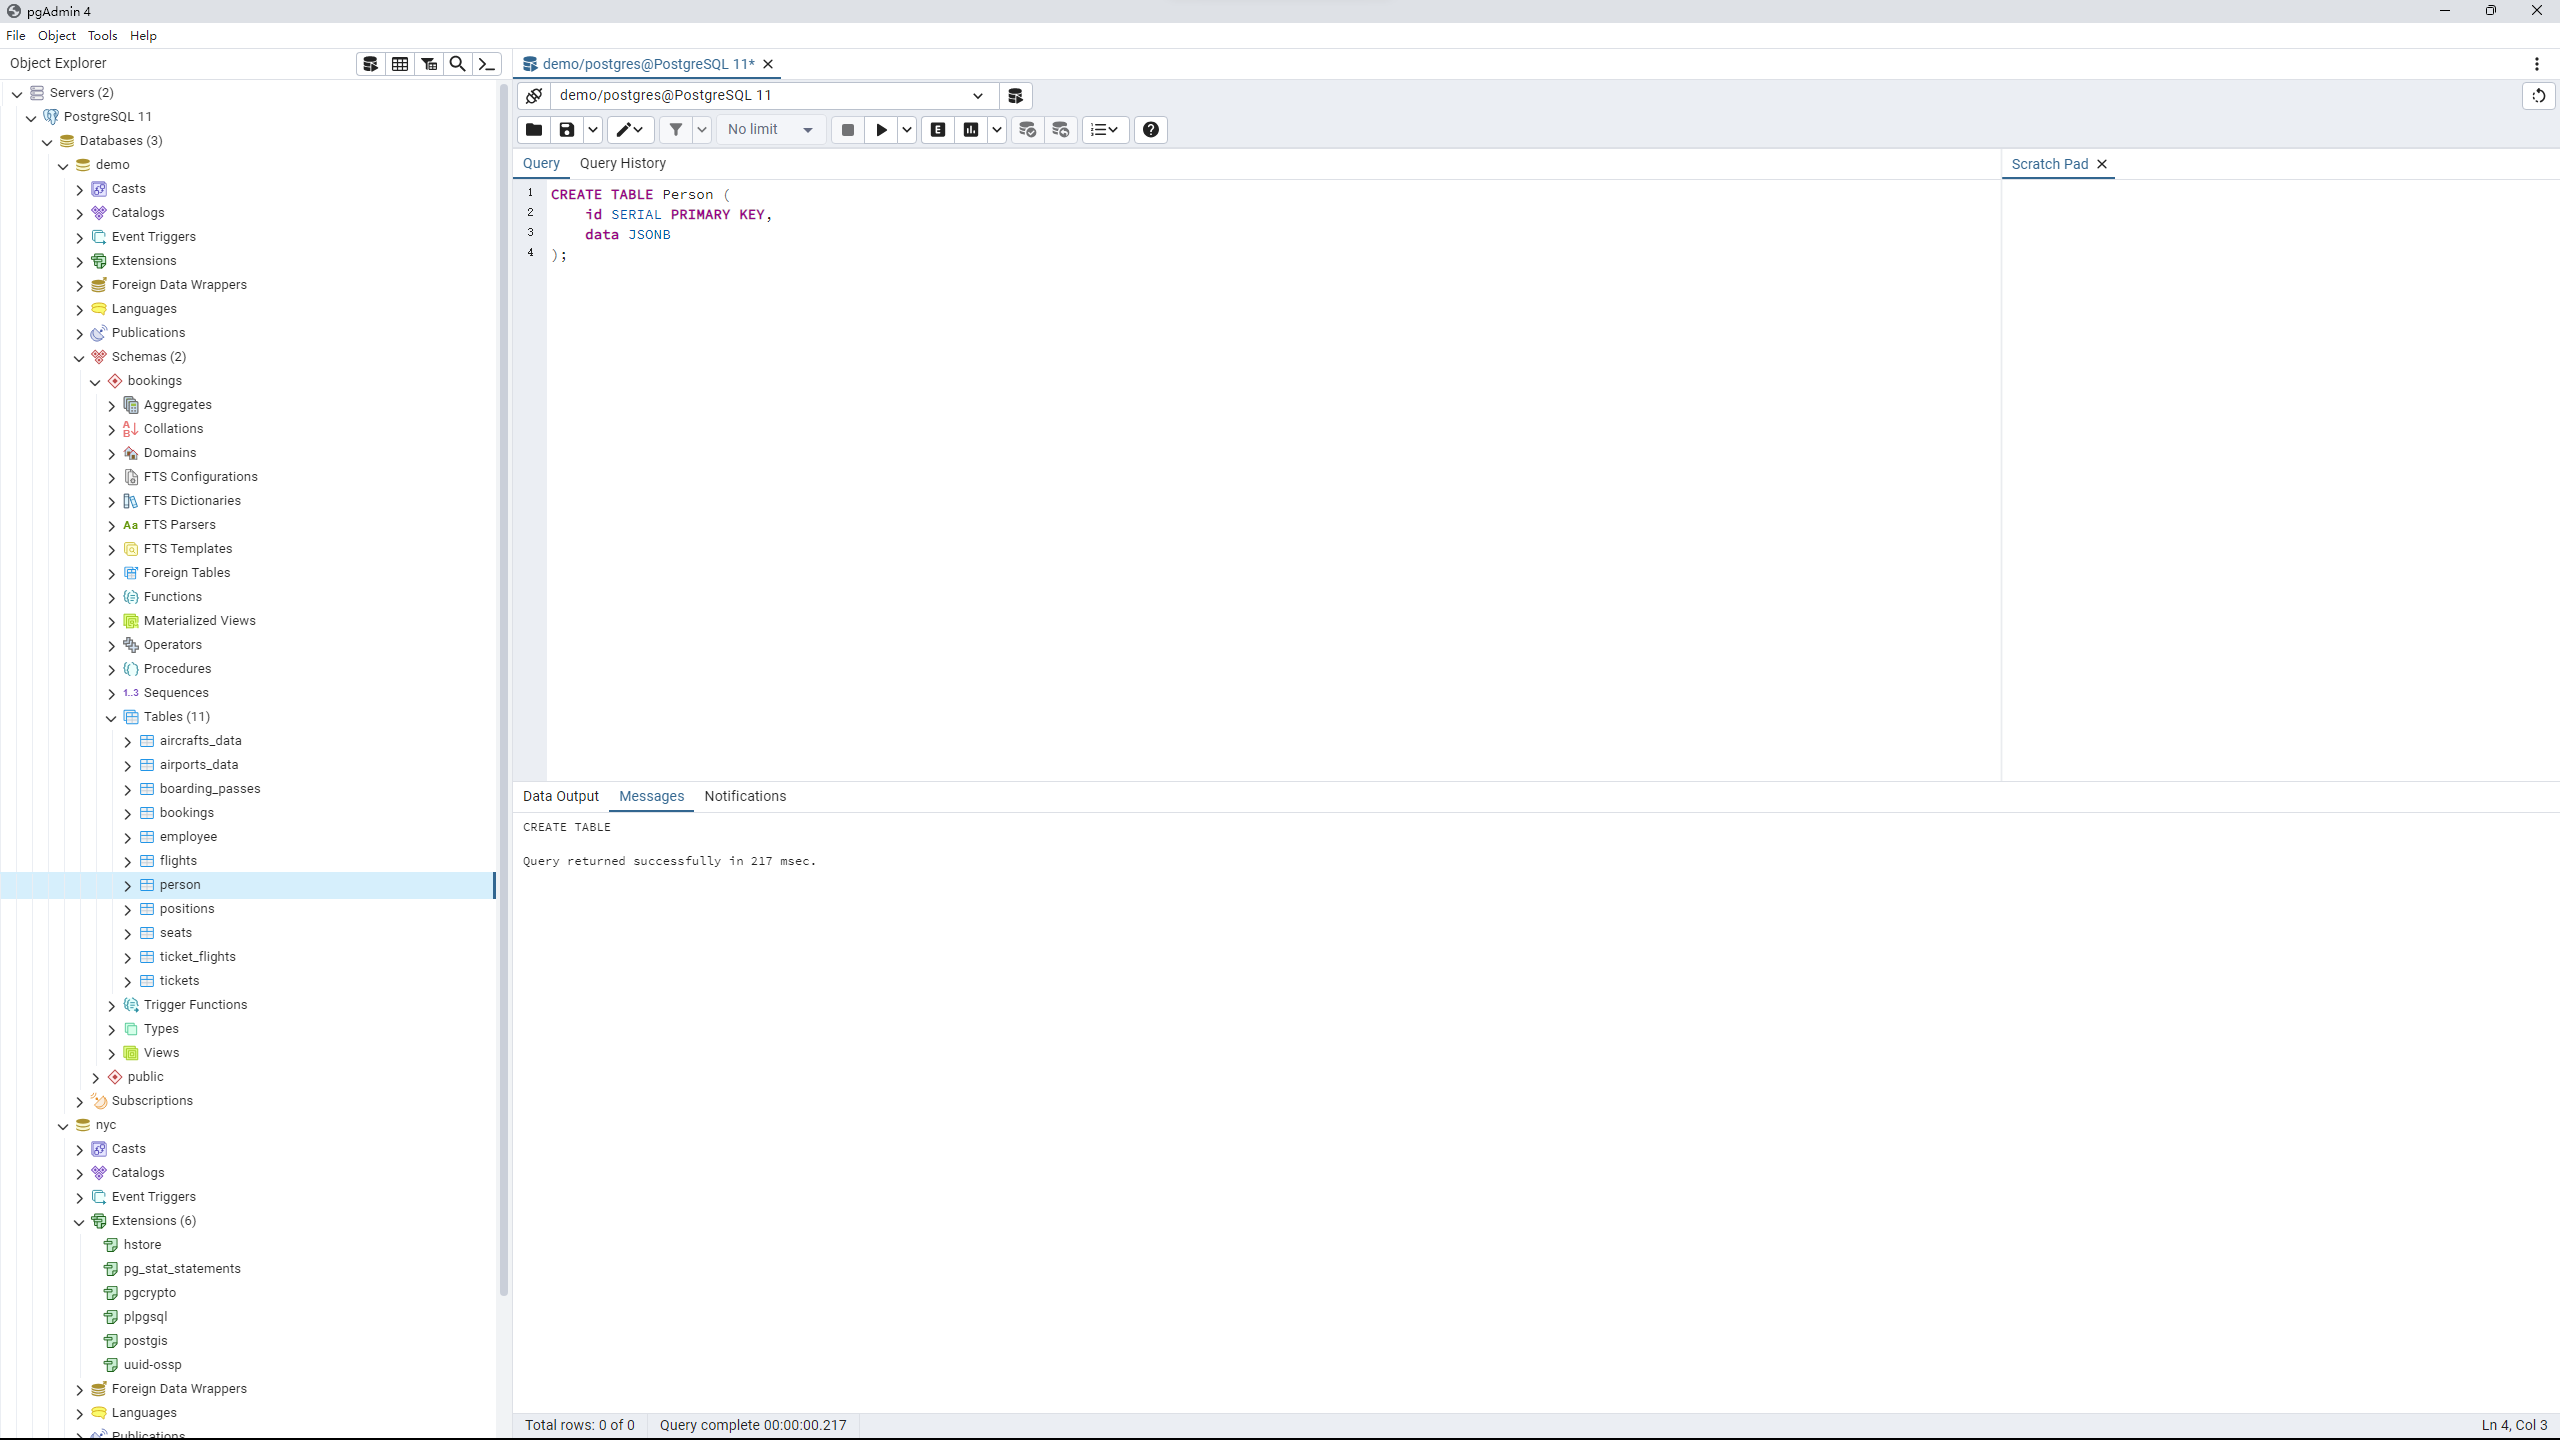 pgAdmin 4
File Object Tools Help
Object Explorer
demo/postgres@PostgreSQL 11*
demo/postgres@PostgreSQL 11
No limit
Query Query History
Scratch Pad
1 CREATE TABLE Person (
2 id SERIAL PRIMARY KEY,
3 data JSONB
4 );
Data Output Messages Notifications
CREATE TABLE
Query returned successfully in 217 msec.
Total rows: 0 of 0 Query complete 00:00:00.217
Ln 4, Col 3
Servers (2)
PostgreSQL 11
Databases (3)
demo
Casts
Catalogs
Event Triggers
Extensions
Foreign Data Wrappers
Languages
Publications
Schemas (2)
bookings
Aggregates
Collations
Domains
FTS Configurations
FTS Dictionaries
Aa FTS Parsers
FTS Templates
Foreign Tables
Functions
Materialized Views
Operators
Procedures
1..3 Sequences
Tables (11)
aircrafts_data
airports_data
boarding_passes
bookings
employee
flights
person
positions
seats
ticket_flights
tickets
Trigger Functions
Types
Views
public
Subscriptions
nyc
Casts
Catalogs
Event Triggers
Extensions (6)
hstore
pg_stat_statements
pgcrypto
plpgsql
postgis
uuid-ossp
Foreign Data Wrappers
Languages
Publications